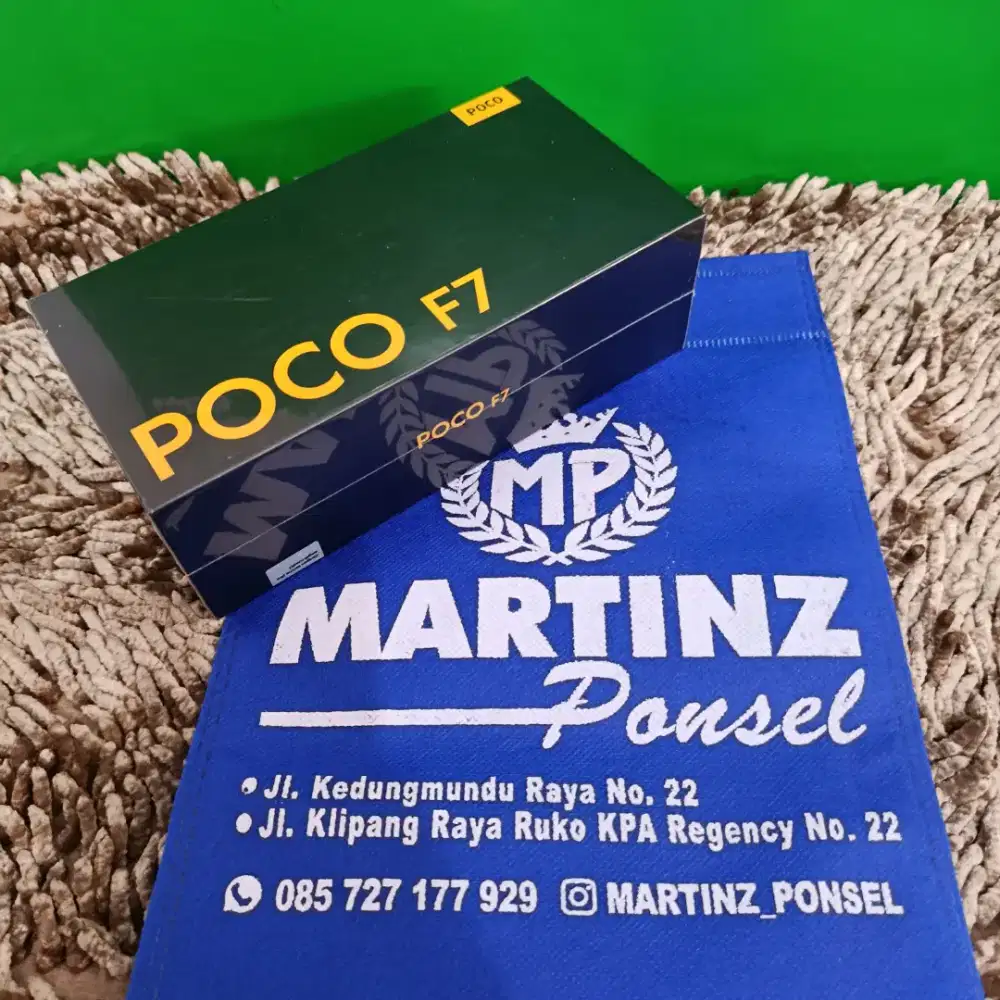 POCO
POCO F7
POCO F7
MP
MARTINZ
Ponsel
• Jl. Kedungmundu Raya No. 22
• Jl. Klipang Raya Ruko KPA Regency No. 22
085 727 177 929 MARTINZ_PONSEL